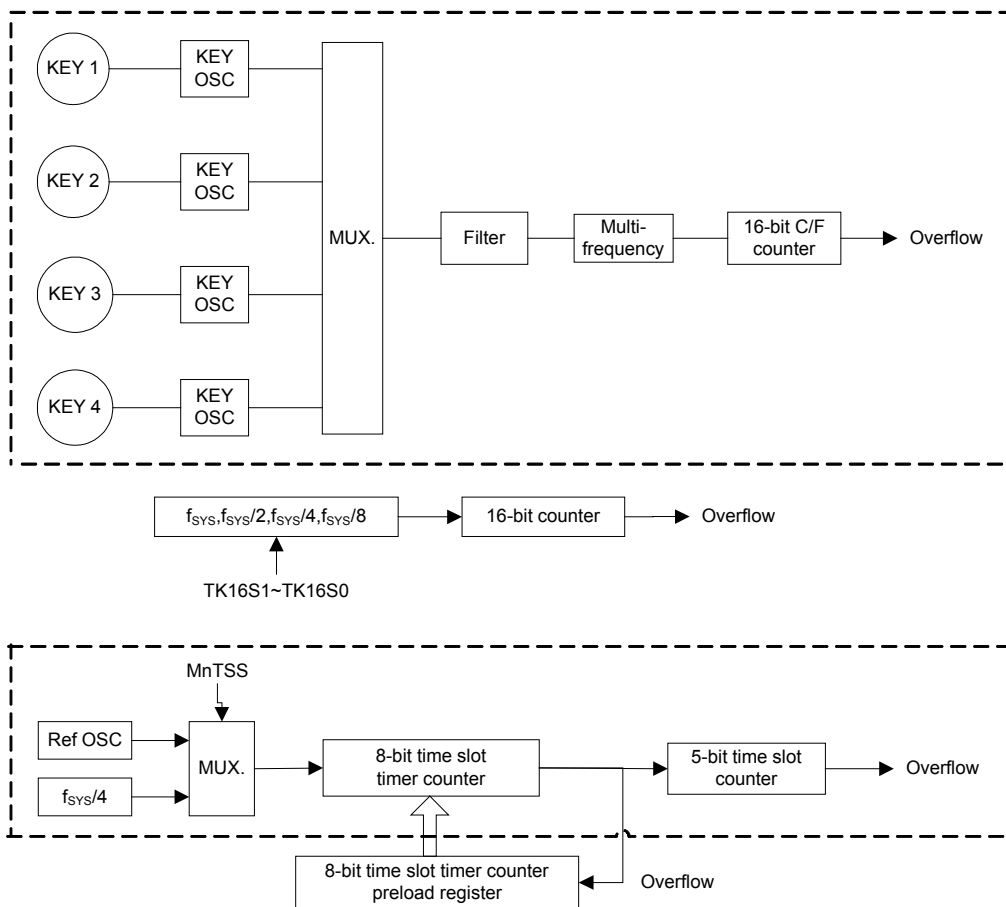 KEY 1
KEY
OSC
KEY 2
KEY
OSC
KEY 3
KEY
OSC
KEY 4
KEY
OSC
MUX.
Filter
Multi-
frequency
16-bit C/F
counter
Overflow
fSYS,fSYS/2,fSYS/4,fSYS/8
16-bit counter
Overflow
TK16S1~TK16S0
MnTSS
Ref OSC
fSYS/4
MUX.
8-bit time slot
timer counter
5-bit time slot
counter
Overflow
8-bit time slot timer counter
preload register
Overflow